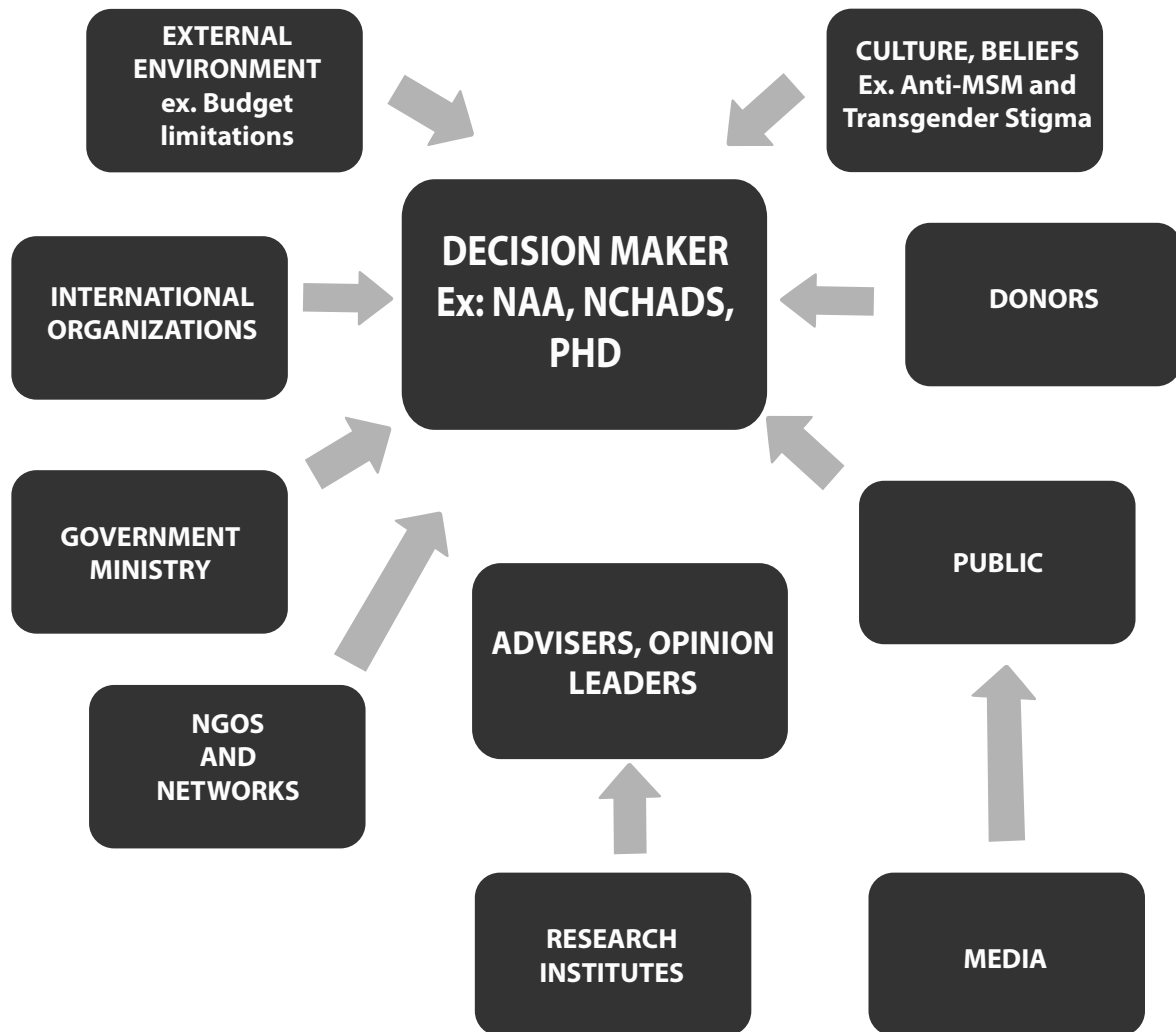 EXTERNAL
ENVIRONMENT
ex. Budget
limitations
CULTURE, BELIEFS
Ex. Anti-MSM and
Transgender Stigma
DECISION MAKER
Ex: NAA, NCHADS,
PHD
INTERNATIONAL
ORGANIZATIONS
DONORS
GOVERNMENT
MINISTRY
PUBLIC
ADVISERS, OPINION
LEADERS
NGOS
AND
NETWORKS
RESEARCH
INSTITUTES
MEDIA